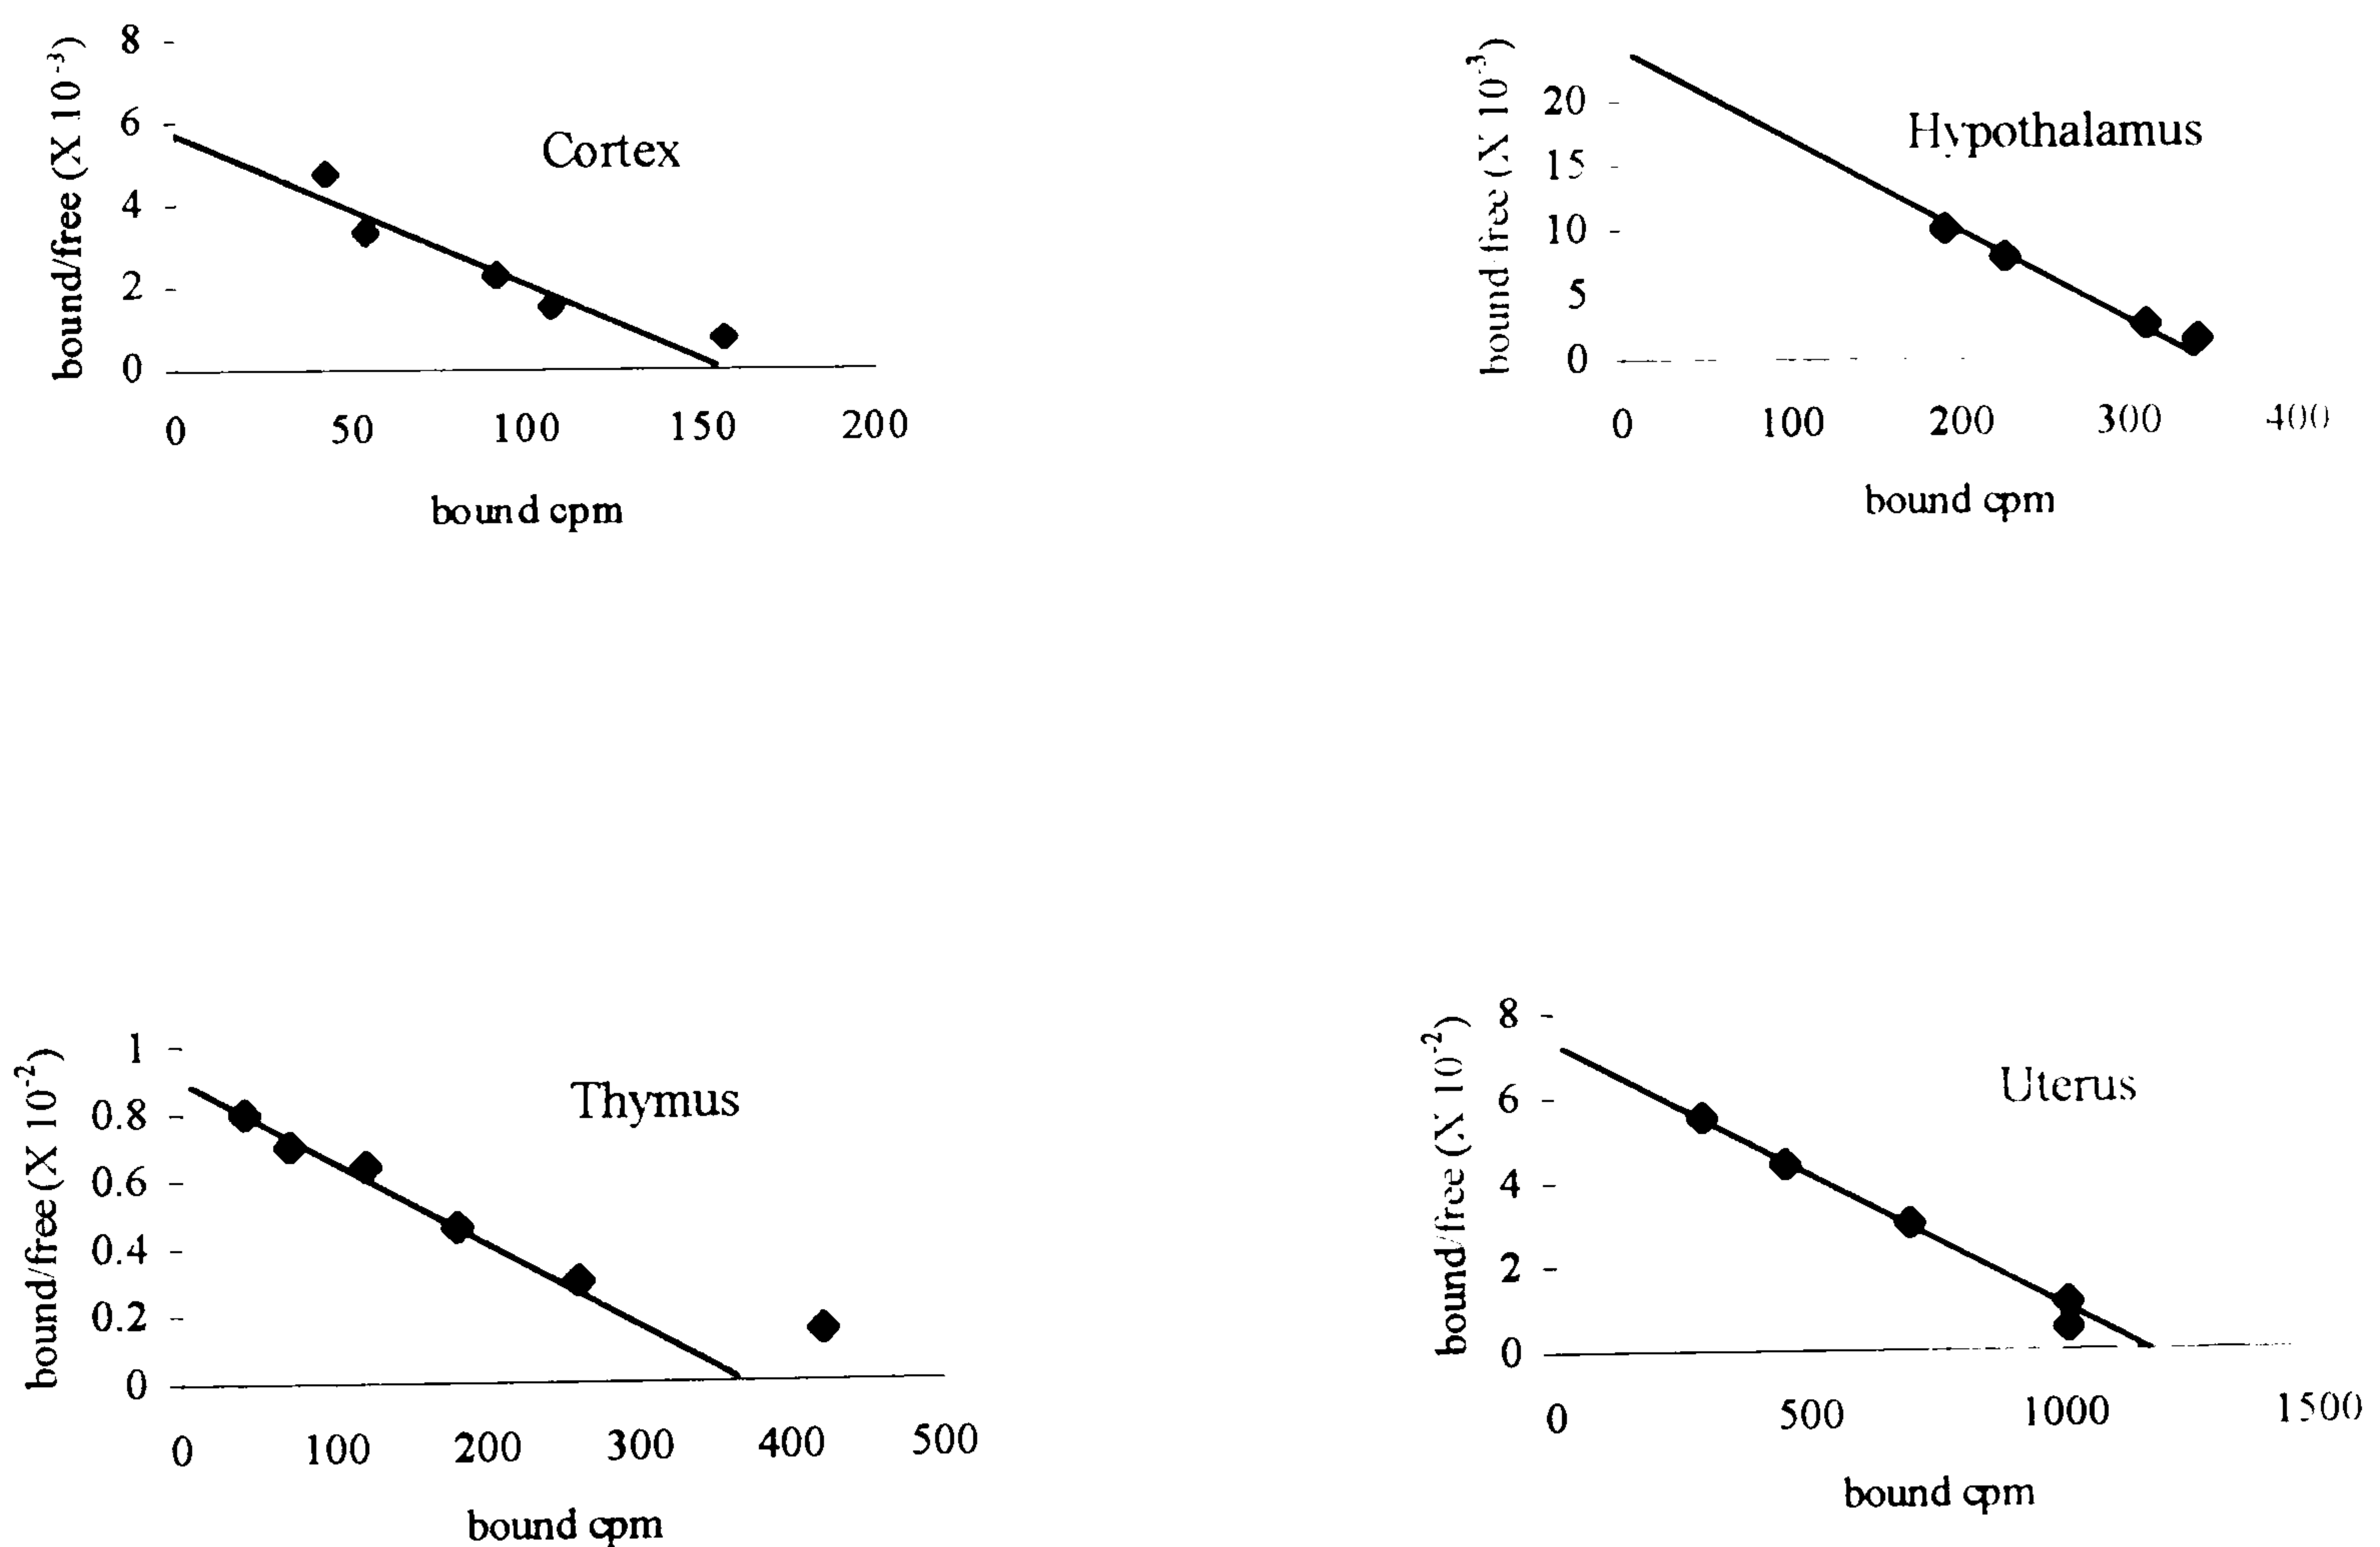 bound/free (X 10⁻³)
8
6
4
2
0
Cortex
0 50 100 150 200
bound cpm
bound/free (X 10⁻³)
20
15
10
5
0
Hypothalamus
0 100 200 300 400
bound cpm
bound/free (X 10⁻²)
1
0.8
0.6
0.4
0.2
0
Thymus
0 100 200 300 400 500
bound cpm
bound/free (X 10⁻²)
8
6
4
2
0
Uterus
0 500 1000 1500
bound cpm